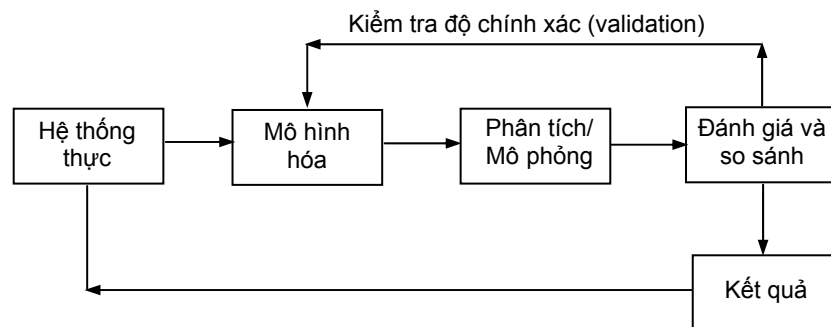 Kiểm tra độ chính xác (validation)
Hệ thống
thực
Mô hình
hóa
Phân tích/
Mô phỏng
Đánh giá và
so sánh
Kết quả